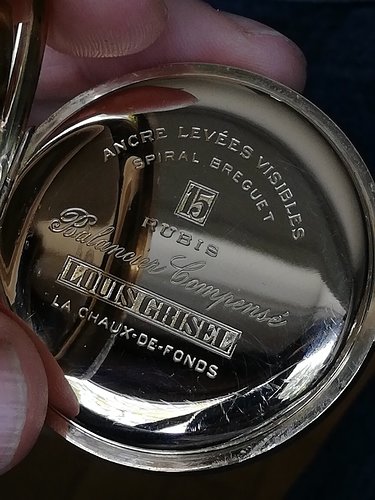 ANCRE LEVÉES VISIBLES
SPIRAL BREGUET
15
RUBIS
Balancier Compensé
LOUIS GRISEL
LA CHAUX-DE-FONDS